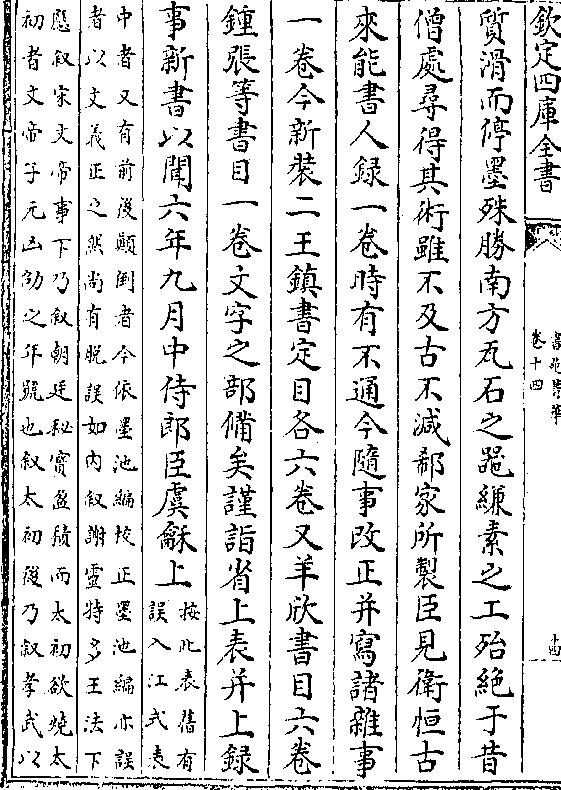 欽定四庫全書
書苑菁華
卷十四
十四
質滑而停墨殊勝南方瓦石之器縑素之工殆絶于昔
僧處尋得其術雖不及古不減郗家所製臣見衛恒古
來能書人録一卷時有不通今隨事改正并寫諸雜事
一卷今新裝二王鎮書定目各六卷又羊欣書目六卷
鍾張等書目一卷文字之部備矣謹詣省上表并上録
事新書以聞六年九月中侍郎臣虞龢上
按此表舊有
誤入江式表
中者又有前後顛倒者今依墨池編校正墨池編亦誤
者以文義正之然尚有脫誤如內叙謝靈特多王法下
應叙宋文帝事下乃叙朝廷秘寶盈積而太初欲燒太
初者文帝子元凶劭之年號也叙太初後乃叙孝武以